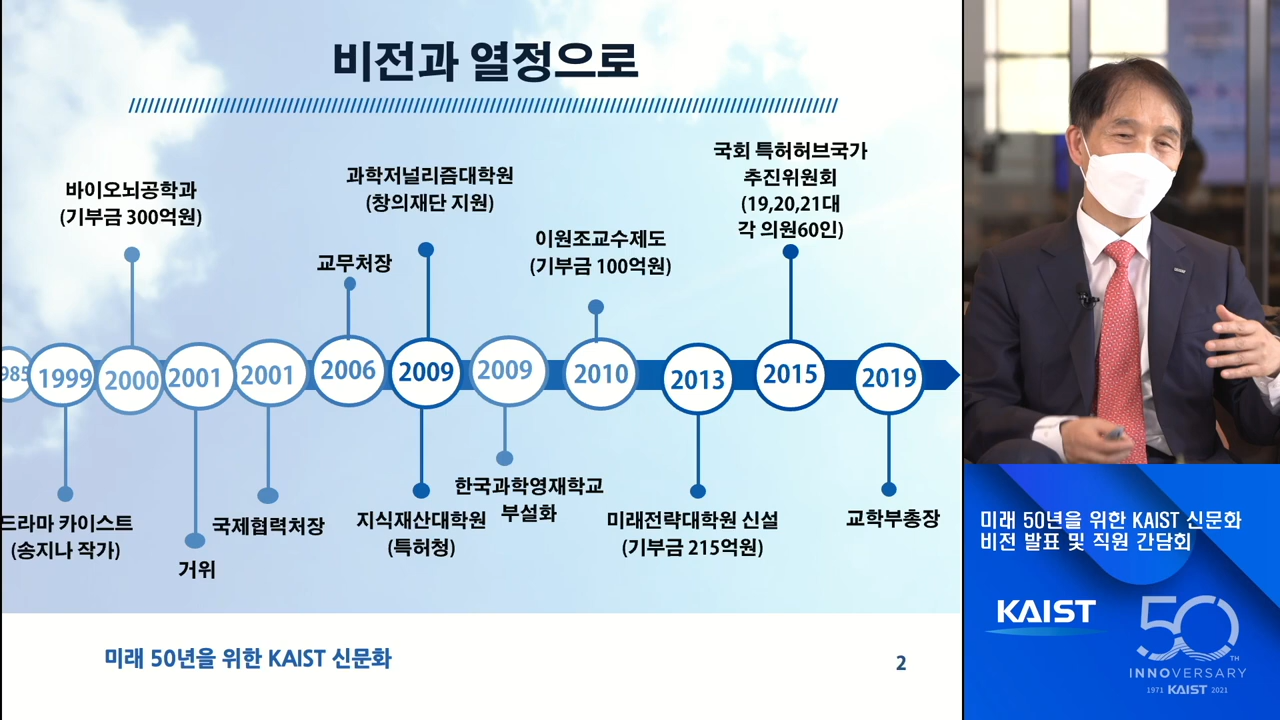 비전과 열정으로
바이오뇌공학과
(기부금 300억원)
교무처장
과학저널리즘대학원
(창의재단 지원)
이원조교수제도
(기부금 100억원)
국회 특허허브국가
추진위원회
(19,20,21대
각 의원60인)
985
1999
2000
2001
2001
2006
2009
2009
2010
2013
2015
2019
드라마 카이스트
(송지나 작가)
거위
국제협력처장
지식재산대학원
(특허청)
한국과학영재학교
부설화
미래전략대학원 신설
(기부금 215억원)
교학부총장
미래 50년을 위한 KAIST 신문화
2
미래 50년을 위한 KAIST 신문화
비전 발표 및 직원 간담회
KAIST
50
TH
INNOVERSARY
1971 KAIST 2021